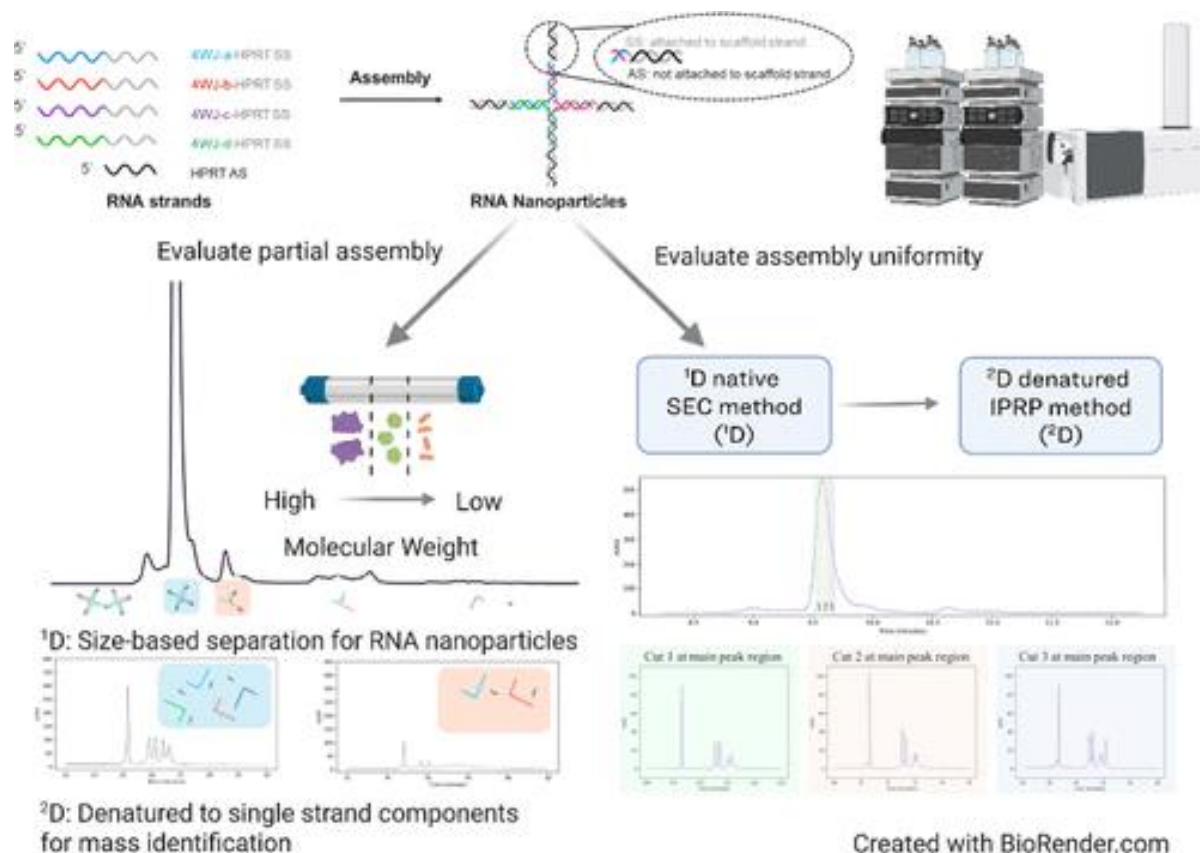 5'
4WJ-a-HPRT SS
5'
4WJ-b-HPRT SS
5'
4WJ-c-HPRT SS
5'
4WJ-d-HPRT SS
5'
HPRT AS
RNA strands
Assembly
SS: attached to scaffold strand
AS: not attached to scaffold strand
RNA Nanoparticles
Evaluate partial assembly
Evaluate assembly uniformity
High
Low
Molecular Weight
¹D native
SEC method
(¹D)
²D denatured
IPRP method
(²D)
¹D: Size-based separation for RNA nanoparticles
Cut 1 at main peak region
Cut 2 at main peak region
Cut 3 at main peak region
²D: Denatured to single strand components
for mass identification
Created with BioRender.com